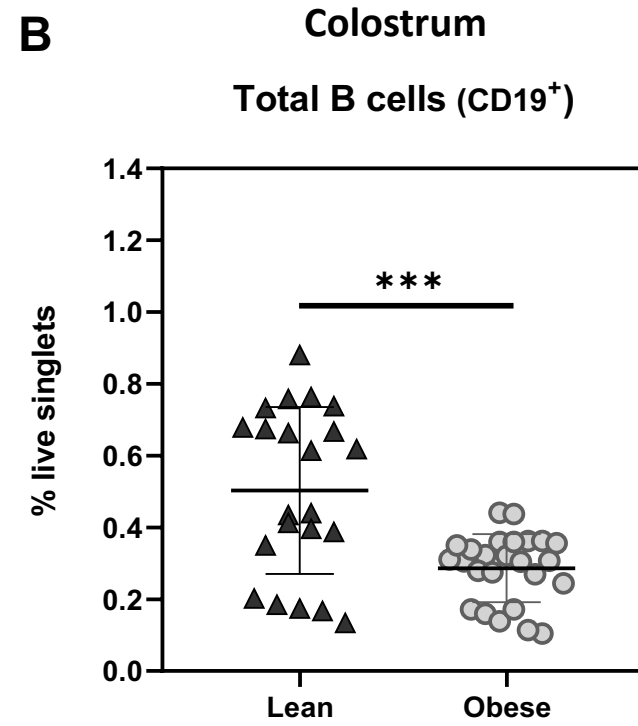 B
Colostrum
Total B cells (CD19⁺)
% live singlets
1.4
1.2
1.0
0.8
0.6
0.4
0.2
0.0
***
Lean
Obese